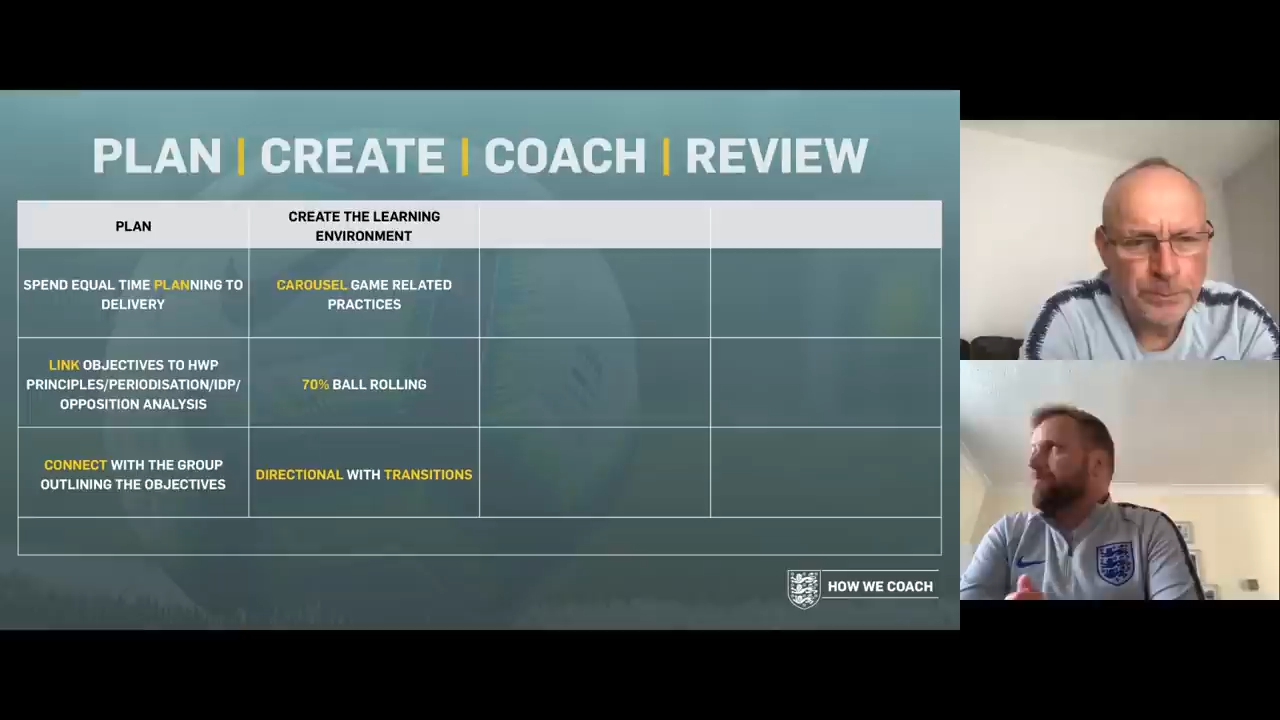 PLAN | CREATE | COACH | REVIEW
PLAN
CREATE THE LEARNING
ENVIRONMENT
SPEND EQUAL TIME PLANNING TO
DELIVERY
CAROUSEL GAME RELATED
PRACTICES
LINK OBJECTIVES TO HWP
PRINCIPLES/PERIODISATION/IDP/
OPPOSITION ANALYSIS
70% BALL ROLLING
CONNECT WITH THE GROUP
OUTLINING THE OBJECTIVES
DIRECTIONAL WITH TRANSITIONS
HOW WE COACH